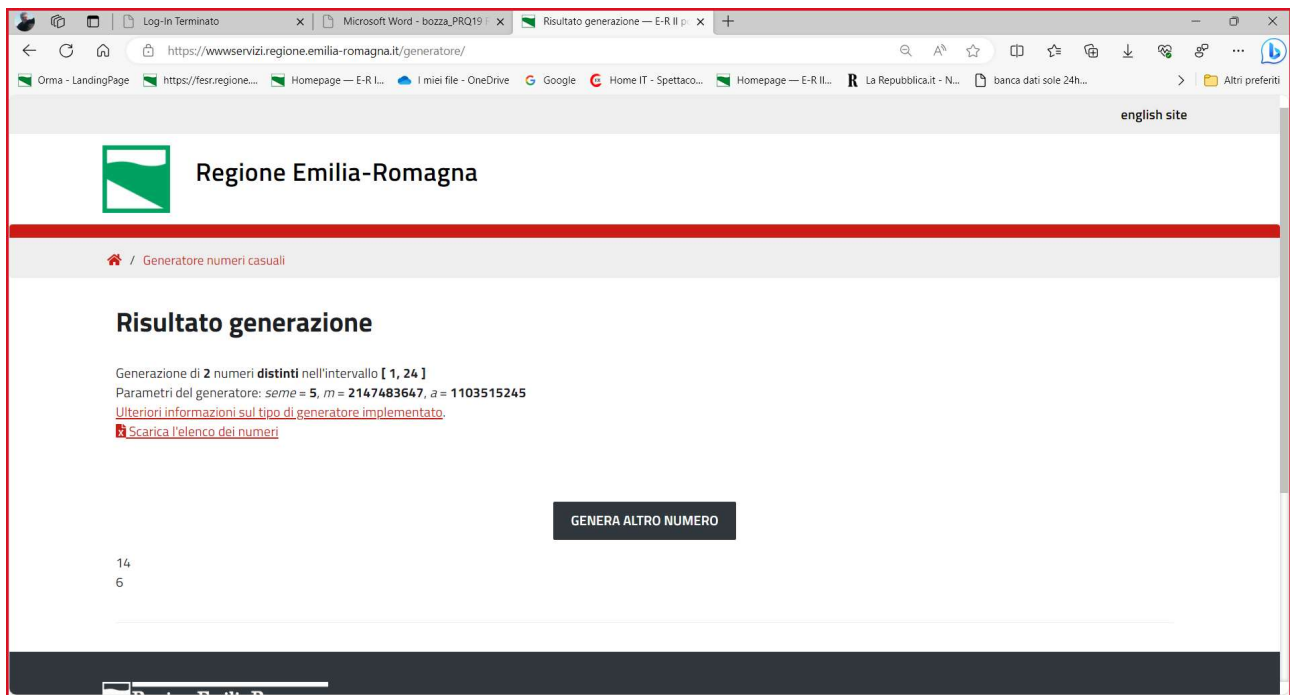 Log-In Terminato
Microsoft Word - bozza_PRQ19 F
Risultato generazione — E-R Il po
https://wwwservizi.regione.emilia-romagna.it/generatore/
Orma - LandingPage https://fesr.regione.... Homepage — E-R I... I miei file - OneDrive Google Home IT - Spettaco... Homepage — E-R Il... La Repubblica.it - N... banca dati sole 24h... Altri preferiti
english site
Regione Emilia-Romagna
/ Generatore numeri casuali
Risultato generazione
Generazione di 2 numeri distinti nell'intervallo [ 1, 24 ]
Parametri del generatore: seme = 5, m = 2147483647, a = 1103515245
Ulteriori informazioni sul tipo di generatore implementato.
Scarica l'elenco dei numeri
GENERA ALTRO NUMERO
14
6